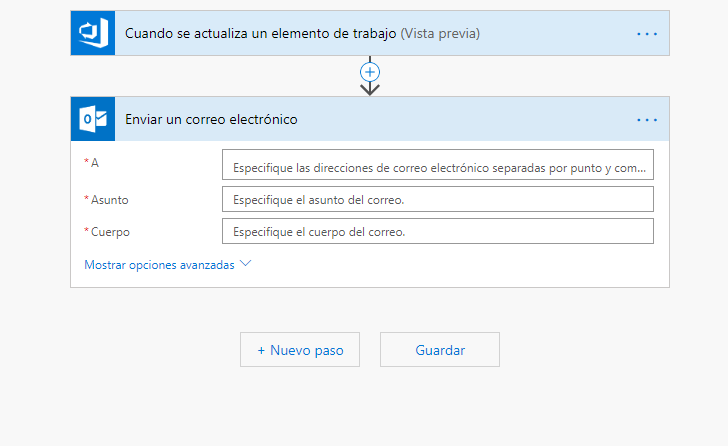 Cuando se actualiza un elemento de trabajo (Vista previa)
Enviar un correo electrónico
* A
Especifique las direcciones de correo electrónico separadas por punto y com...
* Asunto
Especifique el asunto del correo.
* Cuerpo
Especifique el cuerpo del correo.
Mostrar opciones avanzadas
+ Nuevo paso
Guardar